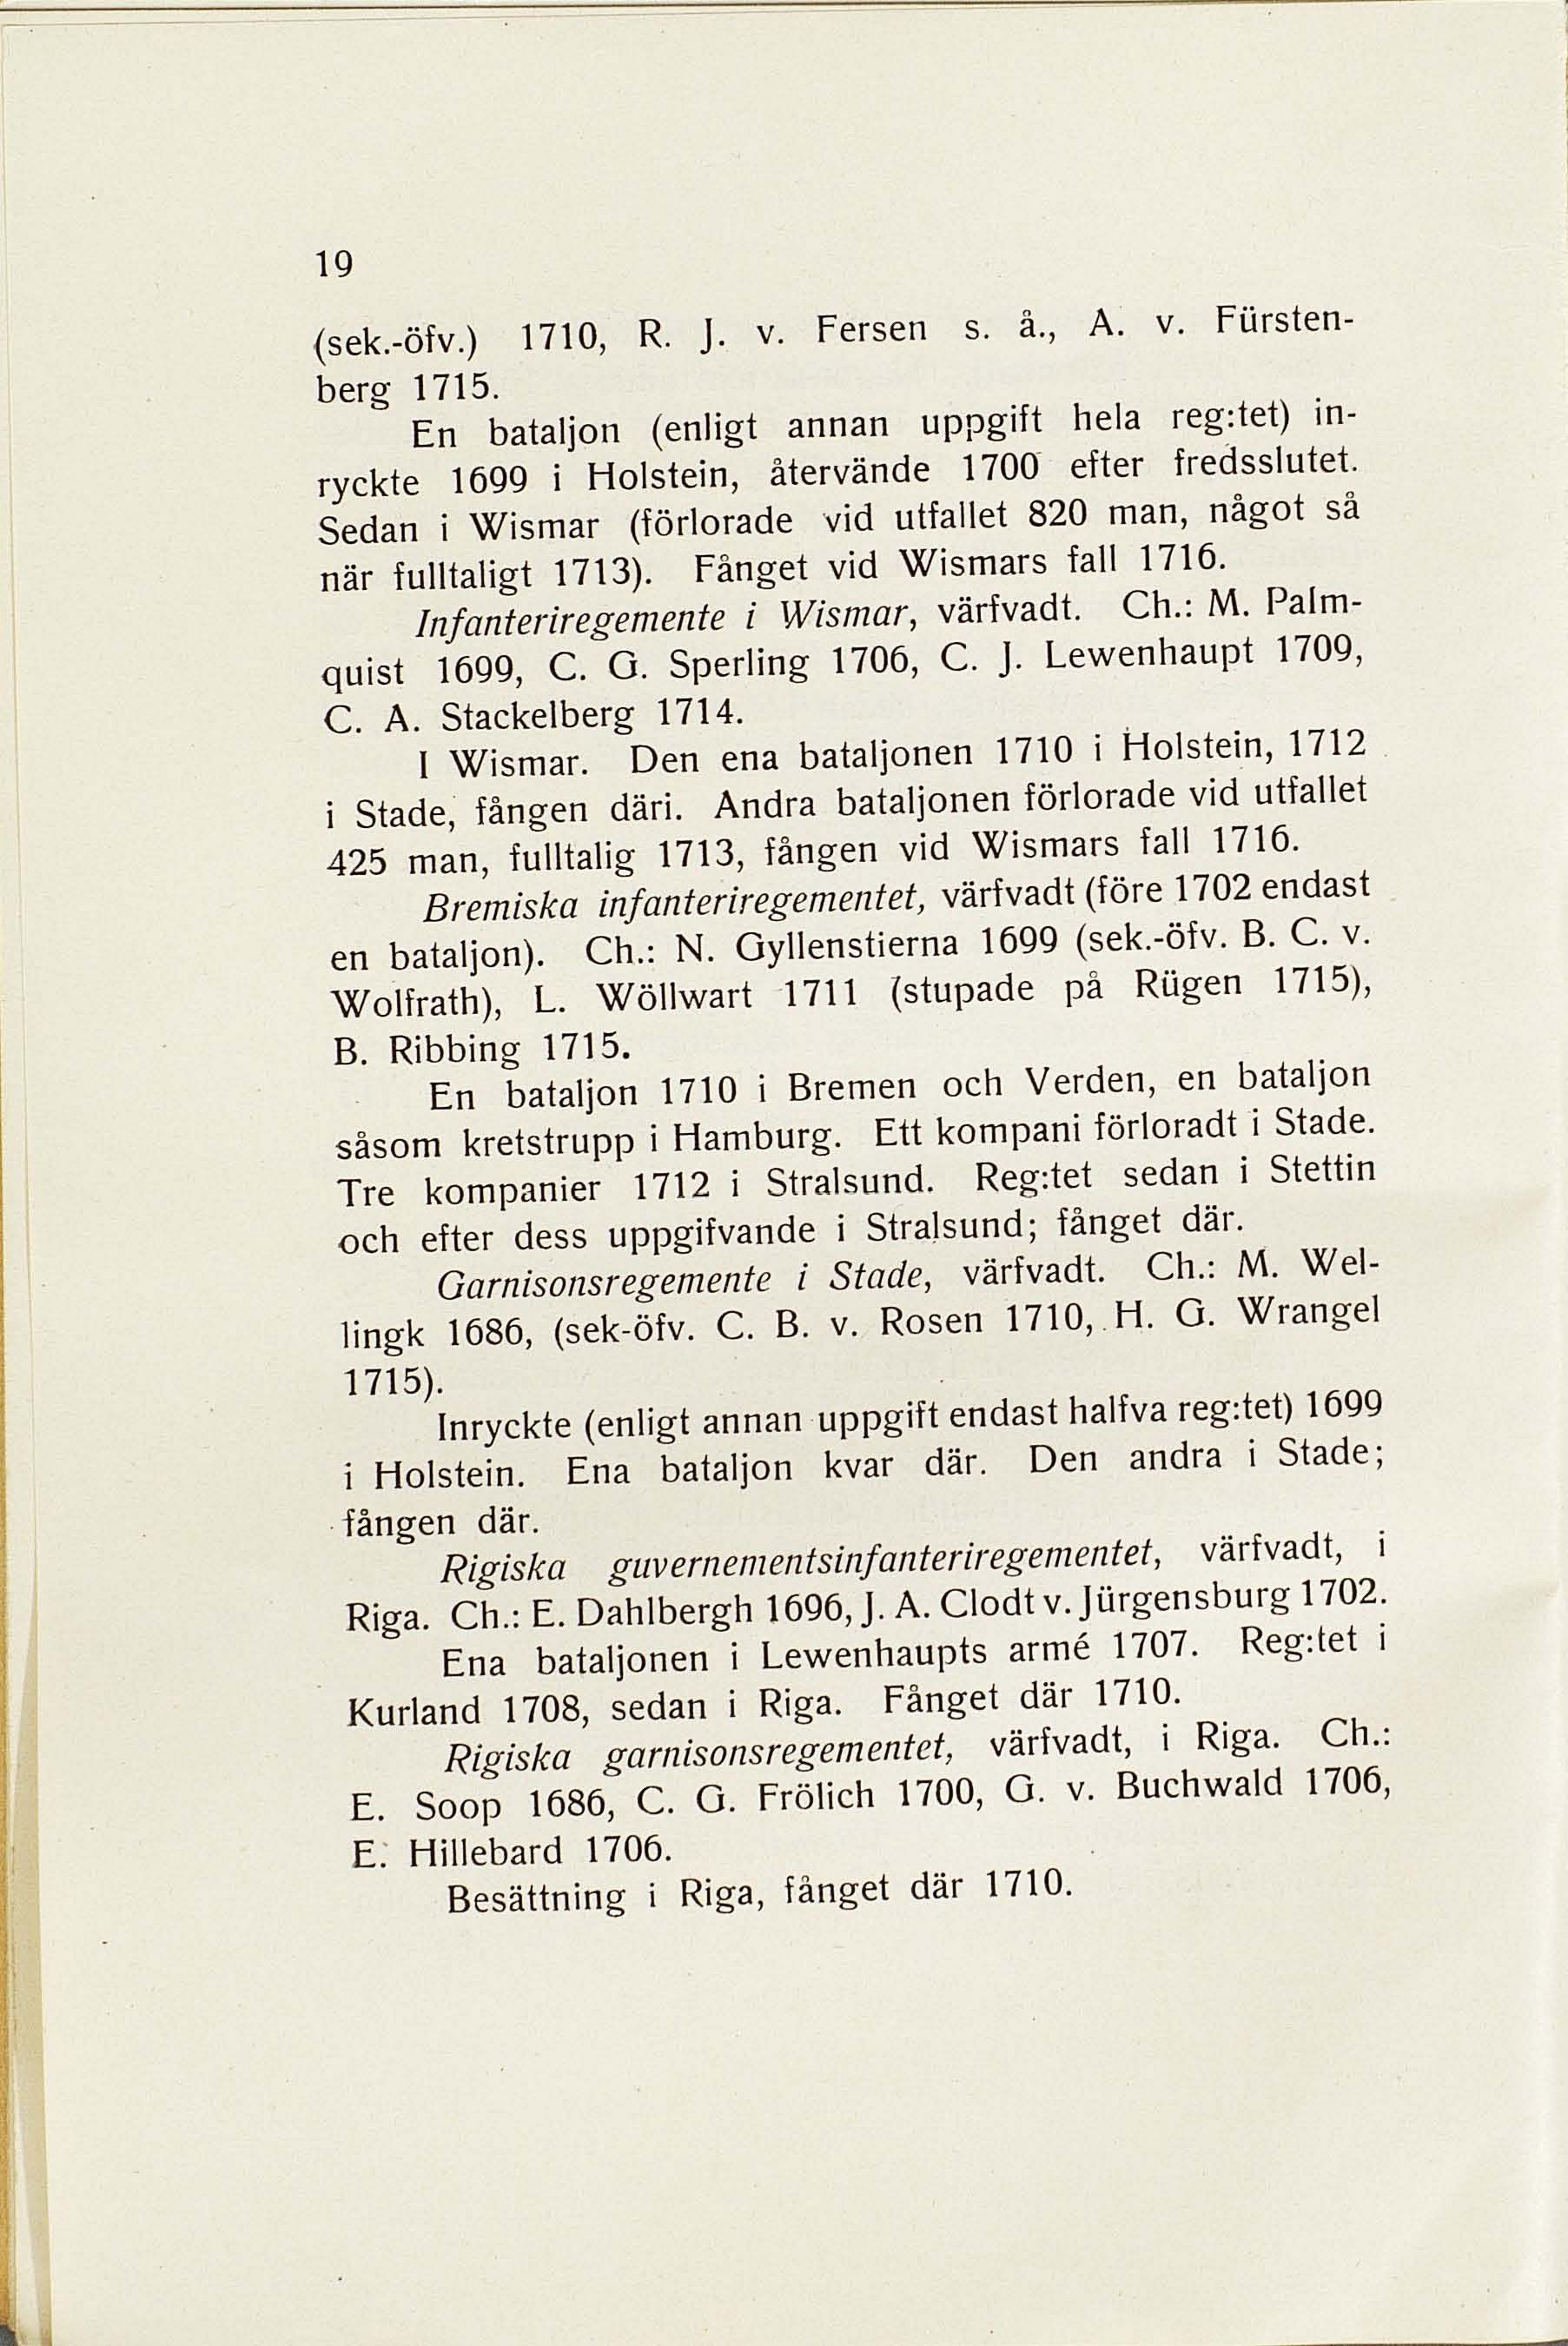 19
(sek.-öfv.) 1710, R. J. v. Fersen s. å., A. v. Fürsten-
berg 1715.
En bataljon (enligt annan uppgift hela reg:tet) in-
ryckte 1699 i Holstein, återvände 1700 efter fredsslutet.
Sedan i Wismar (förlorade vid utfallet 820 man, något så
när fulltaligt 1713). Fånget vid Wismars fall 1716.
Infanteriregemente i Wismar, värfvadt. Ch.: M. Palm-
quist 1699, C. G. Sperling 1706, C. J. Lewenhaupt 1709,
C. A. Stackelberg 1714.
I Wismar. Den ena bataljonen 1710 i Holstein, 1712
i Stade, fången däri. Andra bataljonen förlorade vid utfallet
425 man, fulltalig 1713, fången vid Wismars fall 1716.
Bremiska infanteriregementet, värfvadt (före 1702 endast
en bataljon). Ch.: N. Gyllenstierna 1699 (sek.-öfv. B. C. v.
Wolfrath), L. Wöllwart 1711 (stupade på Rügen 1715),
B. Ribbing 1715.
En bataljon 1710 i Bremen och Verden, en bataljon
såsom kretstrupp i Hamburg. Ett kompani förloradt i Stade.
Tre kompanier 1712 i Stralsund. Reg:tet sedan i Stettin
och efter dess uppgifvande i Stralsund; fånget där.
Garnisonsregemente i Stade, värfvadt. Ch.: M. Wel-
lingk 1686, (sek-öfv. C. B. v. Rosen 1710, H. G. Wrangel
1715).
Inryckte (enligt annan uppgift endast halfva reg:tet) 1699
i Holstein. Ena bataljon kvar där. Den andra i Stade;
fången där.
Rigiska guvernementsinfanteriregementet, värfvadt, i
Riga. Ch.: E. Dahlbergh 1696, J. A. Clodt v. Jürgensburg 1702.
Ena bataljonen i Lewenhaupts armé 1707. Reg:tet i
Kurland 1708, sedan i Riga. Fånget där 1710.
Rigiska garnisonsregementet, värfvadt, i Riga. Ch.:
E. Soop 1686, C. G. Frölich 1700, G. v. Buchwald 1706,
E. Hillebard 1706.
Besättning i Riga, fånget där 1710.